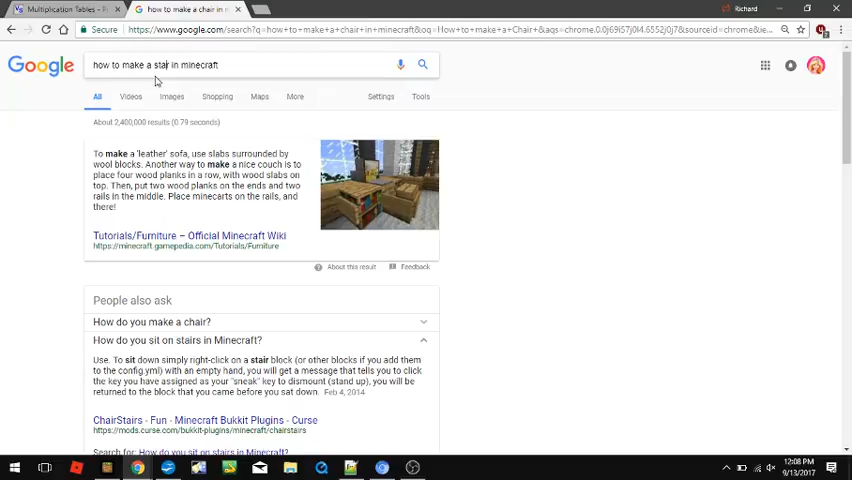 Multiplication Tables - R
how to make a chair in m
Richard
Secure
https://www.google.com/search?q=how+to+make+a+chair+in+minecraft&oq=How+to+make+a+Chair+&aqs=chrome.0.0j69i57j0l4.6552j0j7&sourceid=chrome&ie...
Google
how to make a star in minecraft
All
Videos
Images
Shopping
Maps
More
Settings
Tools
About 2,400,000 results (0.79 seconds)
To make a 'leather' sofa, use slabs surrounded by
wool blocks. Another way to make a nice couch is to
place four wood planks in a row, with wood slabs on
top. Then, put two wood planks on the ends and two
rails in the middle. Place minecarts on the rails, and
there!
Tutorials/Furniture – Official Minecraft Wiki
https://minecraft.gamepedia.com/Tutorials/Furniture
About this result
Feedback
People also ask
How do you make a chair?
How do you sit on stairs in Minecraft?
Use. To sit down simply right-click on a stair block (or other blocks if you add them
to the config.yml) with an empty hand, you will get a message that tells you to click
the key you have assigned as your "sneak" key to dismount (stand up), you will be
returned to the block that you came before you sat down. Feb 4, 2014
ChairStairs - Fun - Minecraft Bukkit Plugins - Curse
https://mods.curse.com/bukkit-plugins/minecraft/chairstairs
Search for: How do you sit on stairs in Minecraft?
12:08 PM
9/13/2017